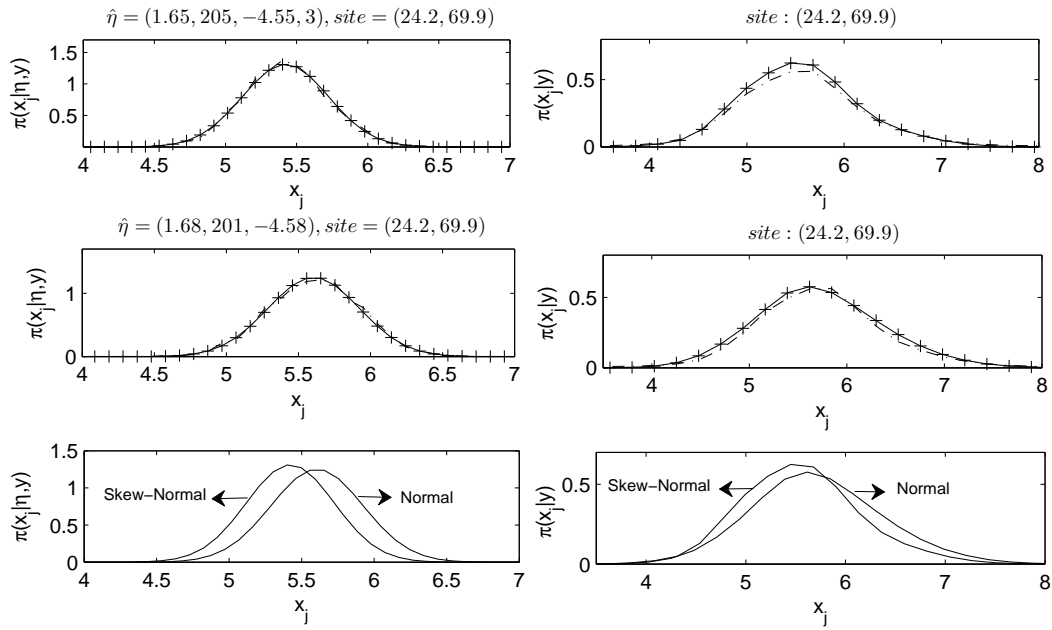 η̂ = (1.65, 205, −4.55, 3), site = (24.2, 69.9)
π(x_j|η,y)
1.5
1
0.5
4 4.5 5 5.5 6 6.5 7
x_j
site : (24.2, 69.9)
π(x_j|y)
0.5
0
4 5 6 7 8
x_j
η̂ = (1.68, 201, −4.58), site = (24.2, 69.9)
π(x_j|η,y)
1
0
4 4.5 5 5.5 6 6.5 7
x_j
site : (24.2, 69.9)
π(x_j|y)
0.5
0
4 5 6 7 8
x_j
π(x_j|η,y)
1.5
1
0.5
0
Skew−Normal
Normal
4 4.5 5 5.5 6 6.5 7
x_j
π(x_j|y)
0.5
0
Skew−Normal
Normal
4 5 6 7 8
x_j